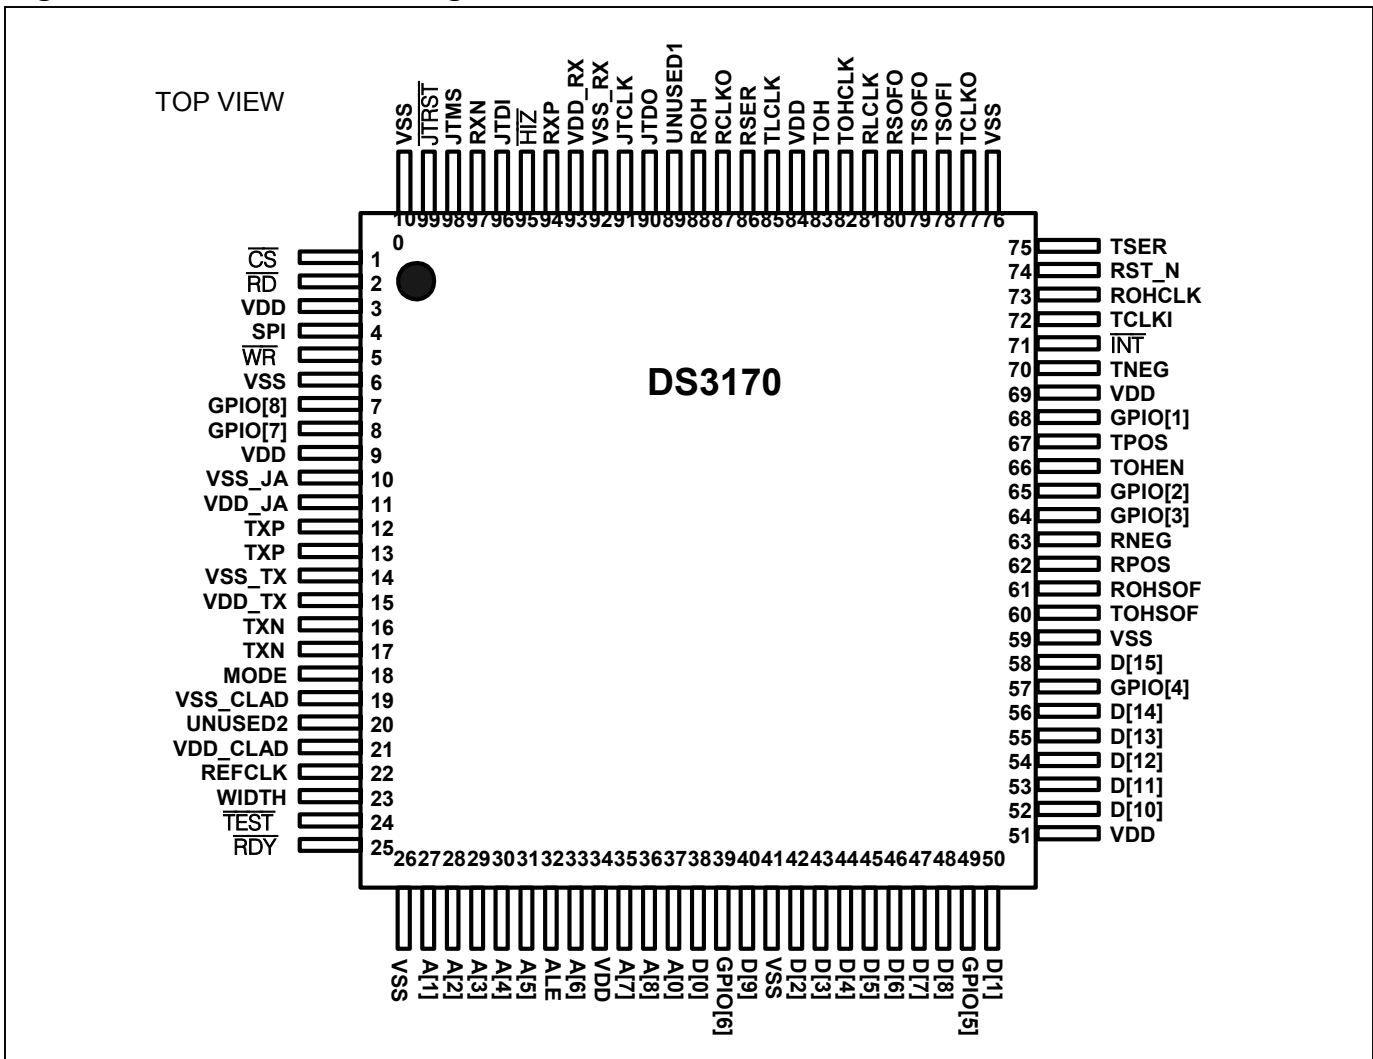 TOP VIEW
VSS
JTRST
JTMS
RXN
JTDI
HIZ
RXP
VDD_RX
VSS_RX
JTCLK
JTDO
UNUSED1
ROH
RCLKO
RSER
TLCLK
VDD
TOH
TOHCLK
RLCLK
RSOFO
TSOFO
TSOFI
TCLKO
VSS
100 99 98 97 96 95 94 93 92 91 90 89 88 87 86 85 84 83 82 81 80 79 78 77 76
CS 1
RD 2
VDD 3
SPI 4
WR 5
VSS 6
GPIO[8] 7
GPIO[7] 8
VDD 9
VSS_JA 10
VDD_JA 11
TXP 12
TXP 13
VSS_TX 14
VDD_TX 15
TXN 16
TXN 17
MODE 18
VSS_CLAD 19
UNUSED2 20
VDD_CLAD 21
REFCLK 22
WIDTH 23
TEST 24
RDY 25
DS3170
75 TSER
74 RST_N
73 ROHCLK
72 TCLKI
71 INT
70 TNEG
69 VDD
68 GPIO[1]
67 TPOS
66 TOHEN
65 GPIO[2]
64 GPIO[3]
63 RNEG
62 RPOS
61 ROHSOF
60 TOHSOF
59 VSS
58 D[15]
57 GPIO[4]
56 D[14]
55 D[13]
54 D[12]
53 D[11]
52 D[10]
51 VDD
26 27 28 29 30 31 32 33 34 35 36 37 38 39 40 41 42 43 44 45 46 47 48 49 50
VSS
A[1]
A[2]
A[3]
A[4]
A[5]
ALE
A[6]
VDD
A[7]
A[8]
A[0]
D[0]
GPIO[6]
D[9]
VSS
D[2]
D[3]
D[4]
D[5]
D[6]
D[7]
D[8]
GPIO[5]
D[1]